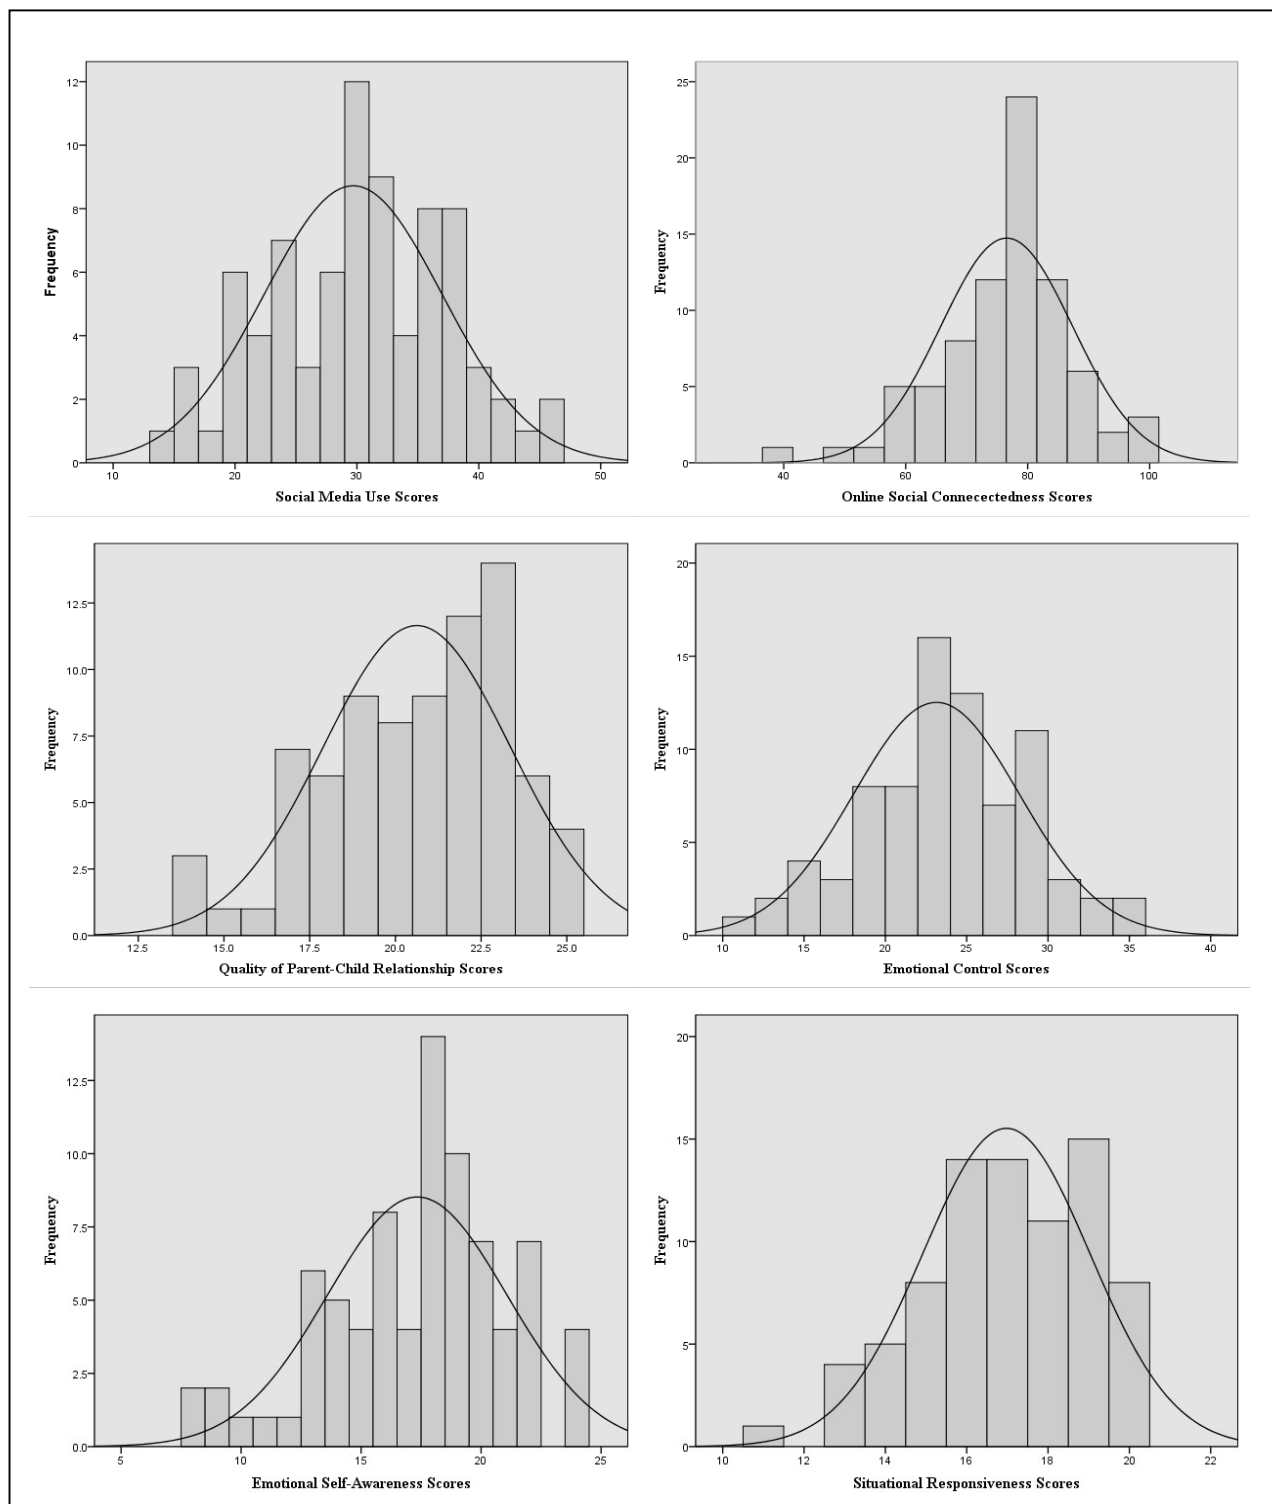 12
10
8
6
4
2
0
Frequency
10 20 30 40 50
Social Media Use Scores
25
20
15
10
5
0
Frequency
40 60 80 100
Online Social Connecectedness Scores
12.5
10.0
7.5
5.0
2.5
0.0
Frequency
12.5 15.0 17.5 20.0 22.5 25.0
Quality of Parent-Child Relationship Scores
20
15
10
5
0
Frequency
10 15 20 25 30 35 40
Emotional Control Scores
12.5
10.0
7.5
5.0
2.5
0.0
Frequency
5 10 15 20 25
Emotional Self-Awareness Scores
20
15
10
5
0
Frequency
10 12 14 16 18 20 22
Situational Responsiveness Scores